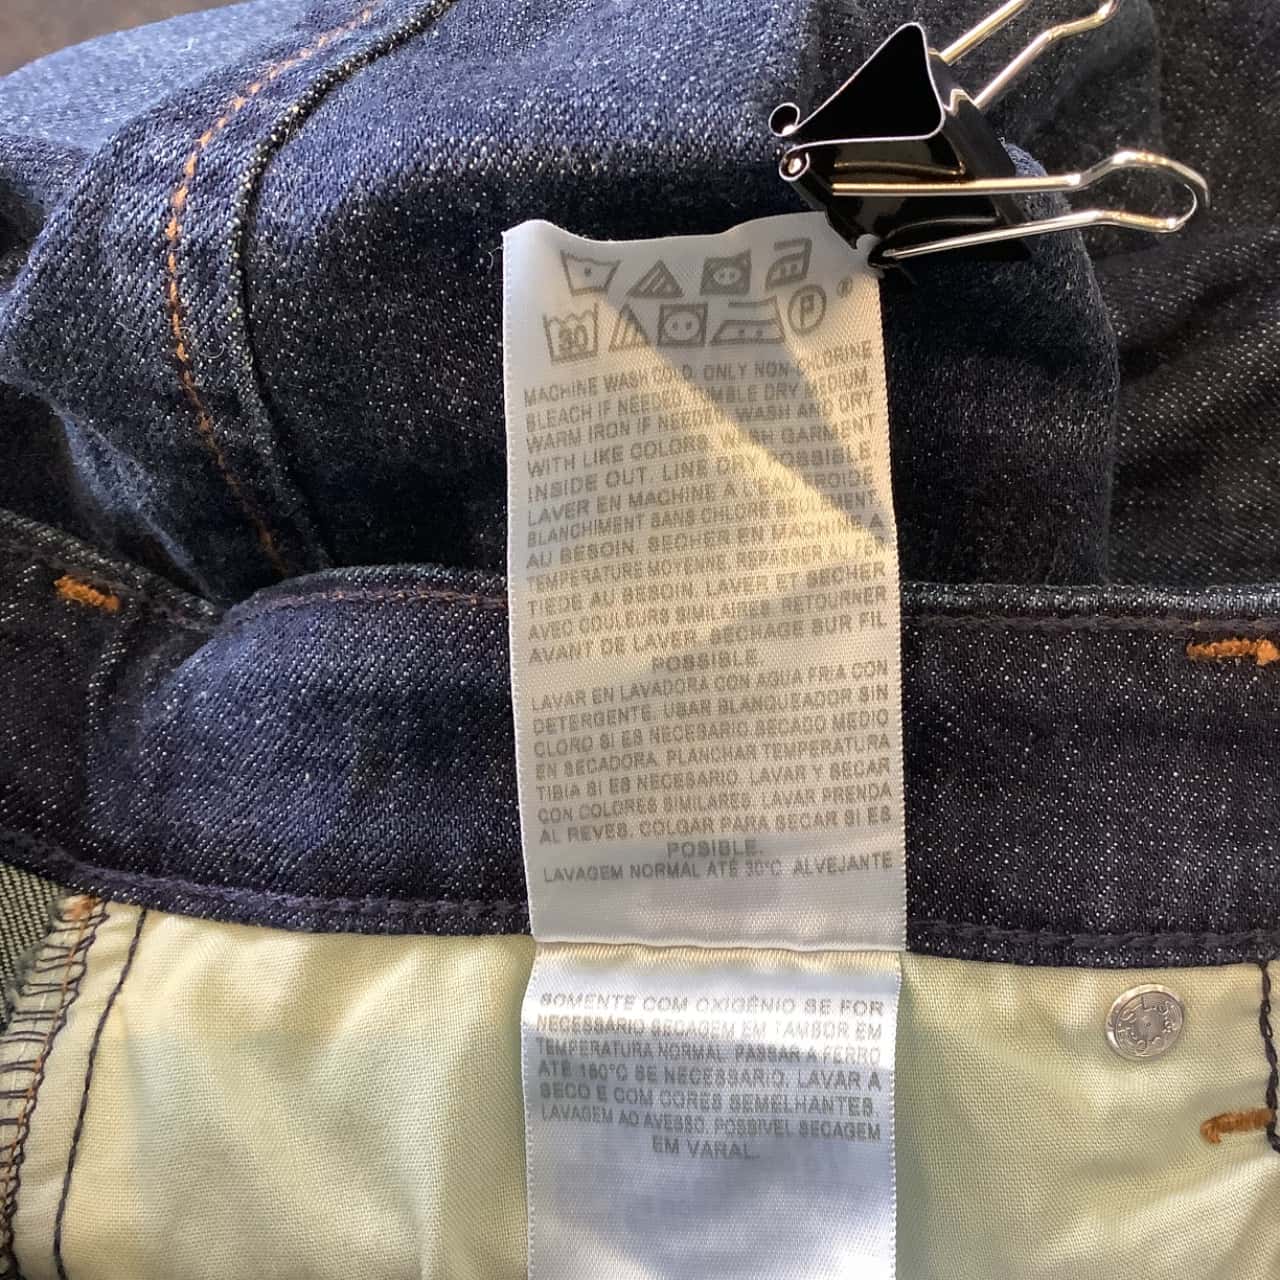 30 P ®
MACHINE WASH COLD. ONLY NON-CHLORINE
BLEACH IF NEEDED. TUMBLE DRY MEDIUM.
WARM IRON IF NEEDED. WASH AND DRY
WITH LIKE COLORS. WASH GARMENT
INSIDE OUT. LINE DRY POSSIBLE.
LAVER EN MACHINE A L'EAU FROIDE.
BLANCHIMENT SANS CHLORE SEULEMENT,
AU BESOIN. SECHER EN MACHINE A
TEMPERATURE MOYENNE. REPASSER AU FER
TIEDE AU BESOIN. LAVER ET SECHER
AVEC COULEURS SIMILAIRES. RETOURNER
AVANT DE LAVER. SECHAGE SUR FIL
POSSIBLE.
LAVAR EN LAVADORA CON AGUA FRIA CON
DETERGENTE. USAR BLANQUEADOR SIN
CLORO SI ES NECESARIO.SECADO MEDIO
EN SECADORA. PLANCHAR TEMPERATURA
TIBIA SI ES NECESARIO. LAVAR Y SECAR
CON COLORES SIMILARES. LAVAR PRENDA
AL REVES. COLGAR PARA SECAR SI ES
POSIBLE.
LAVAGEM NORMAL ATÉ 30°C. ALVEJANTE
SOMENTE COM OXIGÊNIO SE FOR
NECESSÁRIO SECAGEM EM TAMBOR EM
TEMPERATURA NORMAL. PASSAR A FERRO
ATÉ 150°C SE NECESSARIO. LAVAR A
SECO E COM CORES SEMELHANTES.
LAVAGEM AO AVESSO. POSSIVEL SECAGEM
EM VARAL.